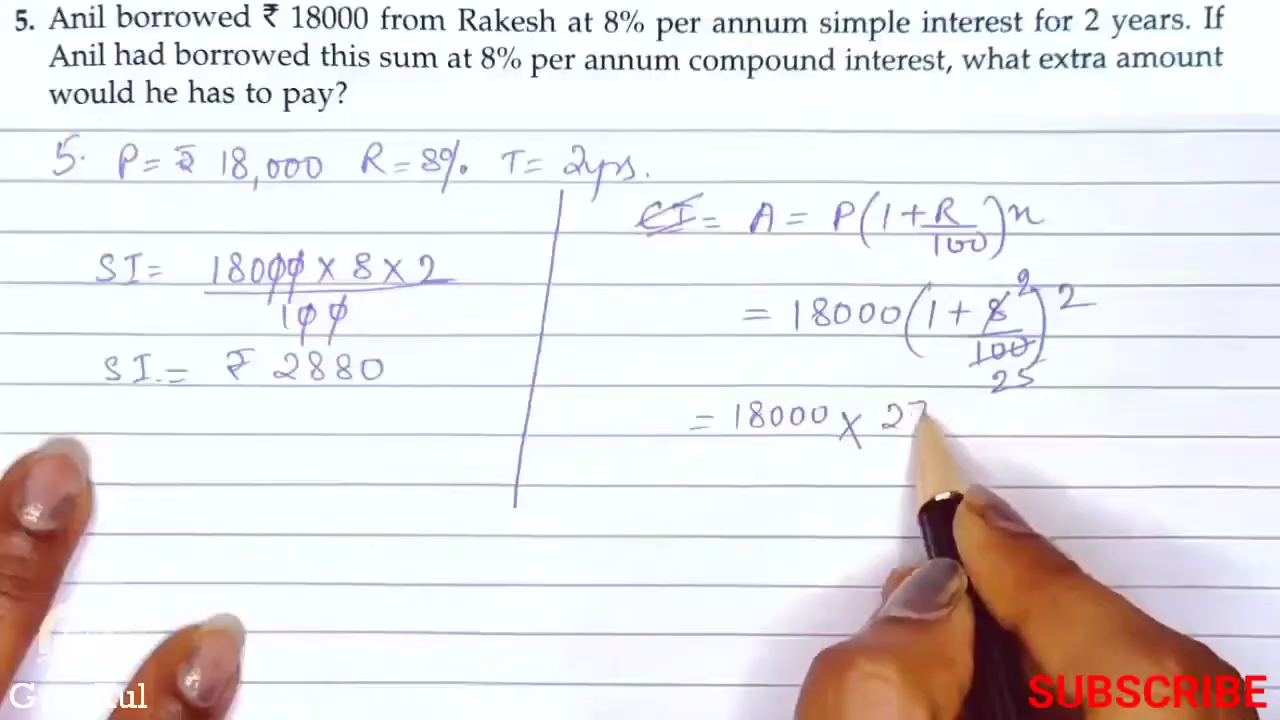 5. Anil borrowed ₹ 18000 from Rakesh at 8% per annum simple interest for 2 years. If
Anil had borrowed this sum at 8% per annum compound interest, what extra amount
would he has to pay?
5. P = ₹ 18,000 R = 8% T = 2yrs.
SI = 18000 × 8 × 2
100
SI. = ₹ 2880
CI = A = P(1 + R/100)n
= 18000(1 + 8/100)2
2
25
= 18000 × 27
SUBSCRIBE